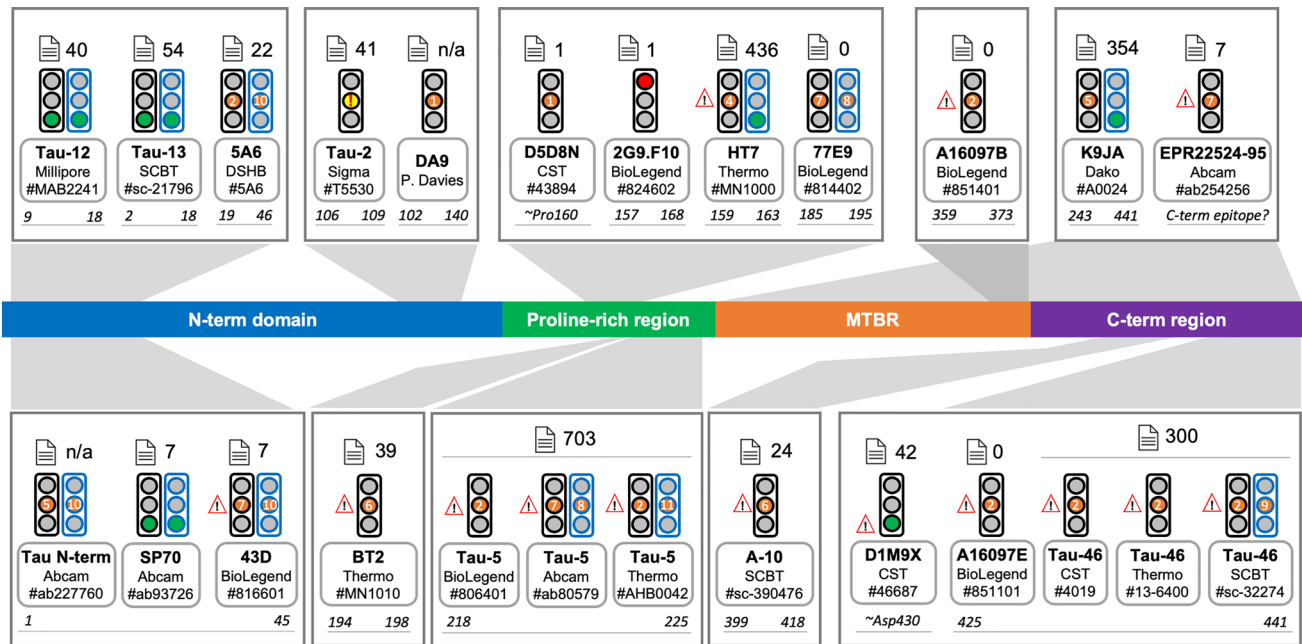 40 54 22 41 n/a 1 1 436 0 0 354 7
2 10 ! 1 1 ! 4 7 8 ! 2 5 ! 7
Tau-12
Millipore
#MAB2241
9 18
Tau-13
SCBT
#sc-21796
2 18
5A6
DSHB
#5A6
19 46
Tau-2
Sigma
#T5530
106 109
DA9
P. Davies
102 140
D5D8N
CST
#43894
~Pro160
2G9.F10
BioLegend
#824602
157 168
HT7
Thermo
#MN1000
159 163
77E9
BioLegend
#814402
185 195
A16097B
BioLegend
#851401
359 373
K9JA
Dako
#A0024
243 441
EPR22524-95
Abcam
#ab254256
C-term epitope?
N-term domain Proline-rich region MTBR C-term region
n/a 7 7 39 703 24 42 0 300
5 10 ! 7 10 ! 6 ! 2 ! 7 8 ! 2 11 ! 6 ! ! 2 ! 2 ! 2 ! 2 9
Tau N-term
Abcam
#ab227760
SP70
Abcam
#ab93726
43D
BioLegend
#816601
1 45
BT2
Thermo
#MN1010
194 198
Tau-5
BioLegend
#806401
Tau-5
Abcam
#ab80579
Tau-5
Thermo
#AHB0042
218 225
A-10
SCBT
#sc-390476
399 418
D1M9X
CST
#46687
~Asp430
A16097E
BioLegend
#851101
Tau-46
CST
#4019
Tau-46
Thermo
#13-6400
Tau-46
SCBT
#sc-32274
425 441